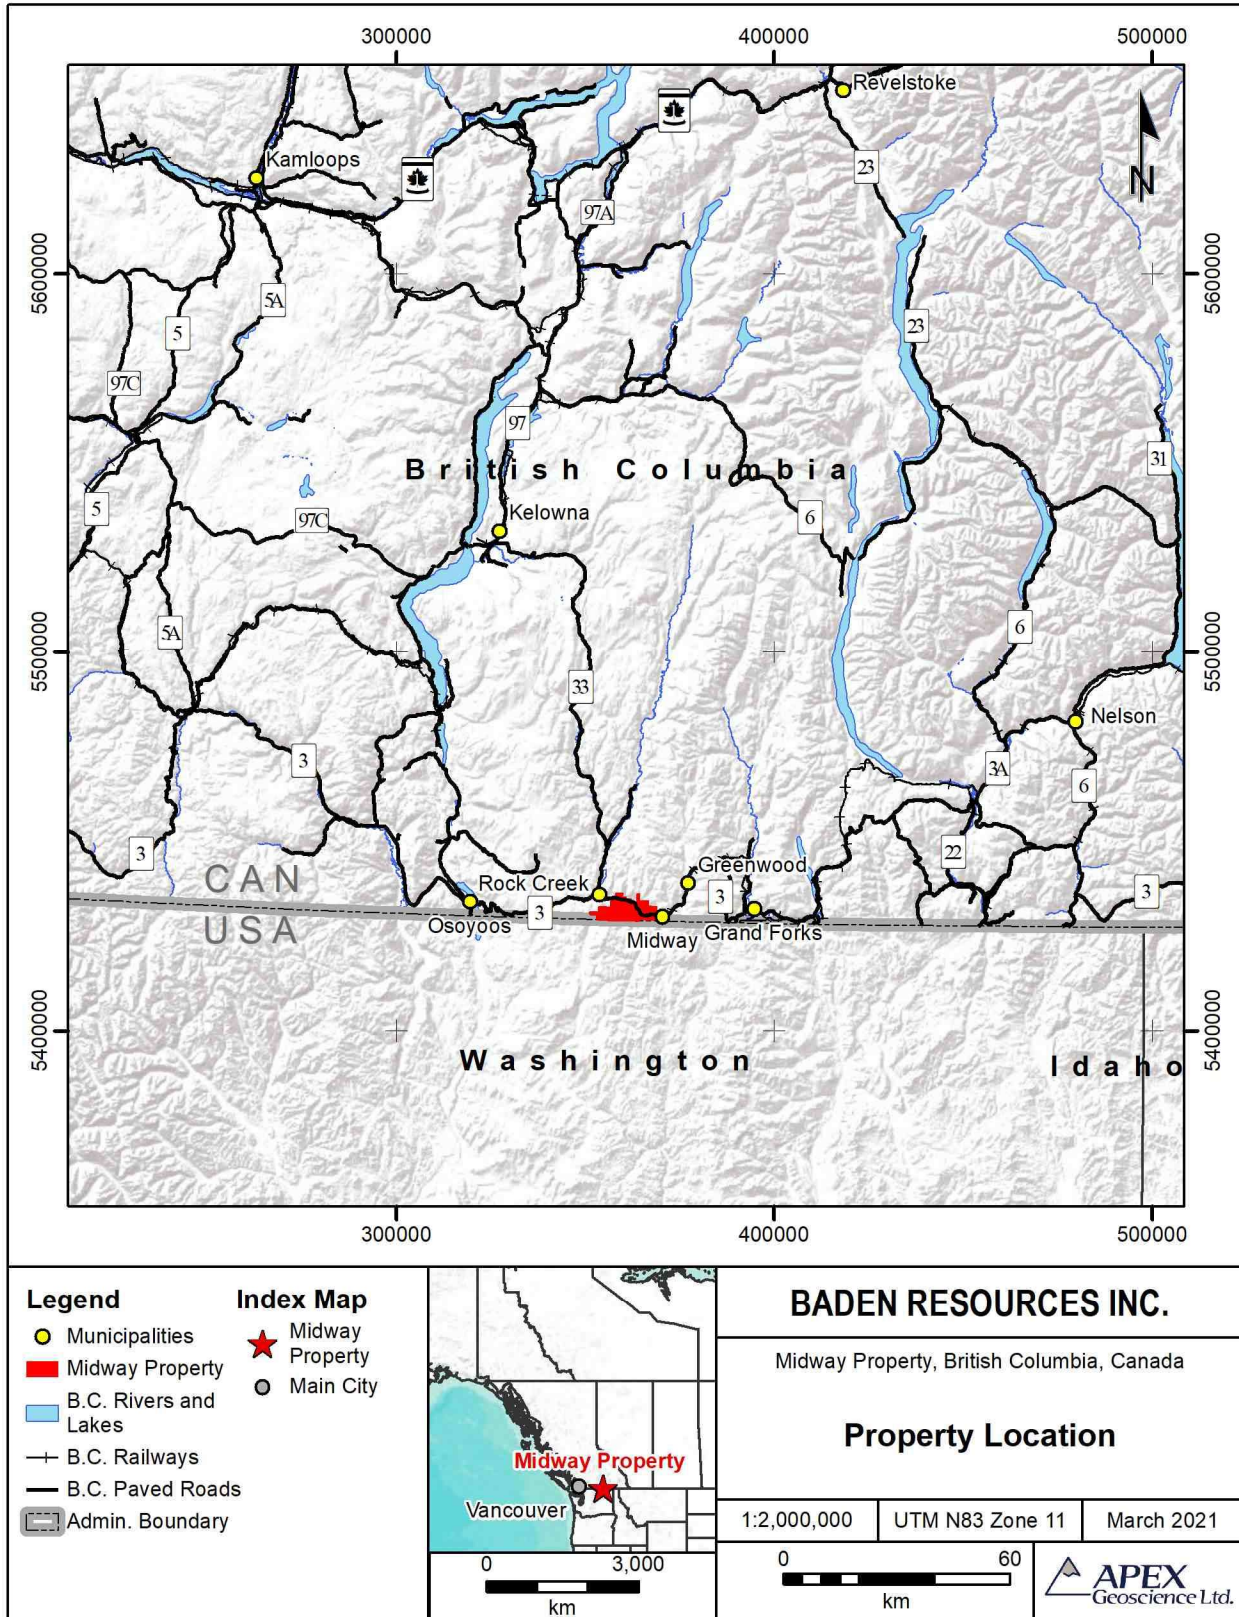 300000
400000
500000
Revelstoke
Kamloops
23
N
97A
5600000
5600000
5A
5
23
97C
97
31
British Columbia
5
97C
Kelowna
6
5A
6
5500000
5500000
33
Nelson
3
3A
6
3
22
CAN
Greenwood
Rock Creek
3
3
USA
Osoyoos
3
Midway
Grand Forks
5400000
5400000
Washington
Idaho
300000
400000
500000
Legend
Municipalities
Midway Property
B.C. Rivers and
Lakes
B.C. Railways
B.C. Paved Roads
Admin. Boundary
Index Map
Midway
Property
Main City
Midway Property
Vancouver
0
3,000
km
BADEN RESOURCES INC.
Midway Property, British Columbia, Canada
Property Location
1:2,000,000
UTM N83 Zone 11
March 2021
0
60
km
APEX
Geoscience Ltd.